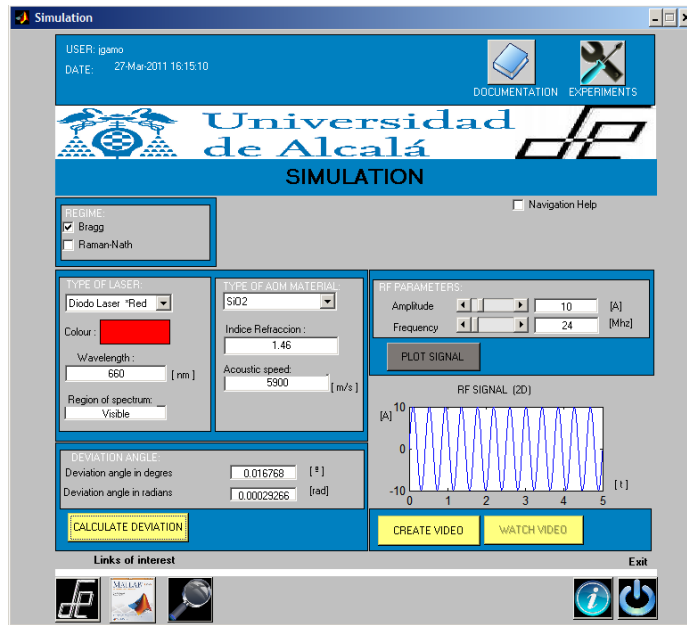 Simulation
USER: jgamo
DATE: 27-Mar-2011 16:15:10
DOCUMENTATION
EXPERIMENTS
Universidad
de Alcalá
SIMULATION
REGIME:
Bragg
Raman-Nath
Navigation Help
TYPE OF LASER:
Diodo Laser "Red
Colour :
Wavelength :
660 [ nm ]
Region of spectrum:
Visible
TYPE OF AOM MATERIAL:
SiO2
Indice Refraccion :
1.46
Acoustic speed:
5900 [ m/s ]
RF PARAMETERS:
Amplitude 10 [A]
Frequency 24 [Mhz]
PLOT SIGNAL
RF SIGNAL (2D)
[A]
10
0
-10
0 1 2 3 4 5
[ t ]
DEVIATION ANGLE:
Deviation angle in degres 0.016768 [ º ]
Deviation angle in radians 0.00029266 [rad]
CALCULATE DEVIATION
CREATE VIDEO
WATCH VIDEO
Links of interest
Exit
MATLAB